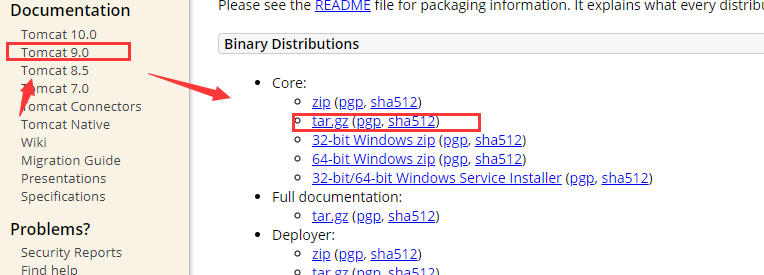 Documentation
Tomcat 10.0
Tomcat 9.0
Tomcat 8.5
Tomcat 7.0
Tomcat Connectors
Tomcat Native
Wiki
Migration Guide
Presentations
Specifications
Problems?
Security Reports
Find help
Please see the README file for packaging information. It explains what every distribu
Binary Distributions
Core:
zip (pgp, sha512)
tar.gz (pgp, sha512)
32-bit Windows zip (pgp, sha512)
64-bit Windows zip (pgp, sha512)
32-bit/64-bit Windows Service Installer (pgp, sha512)
Full documentation:
tar.gz (pgp, sha512)
Deployer:
zip (pgp, sha512)
tar.gz (pgp, sha512)